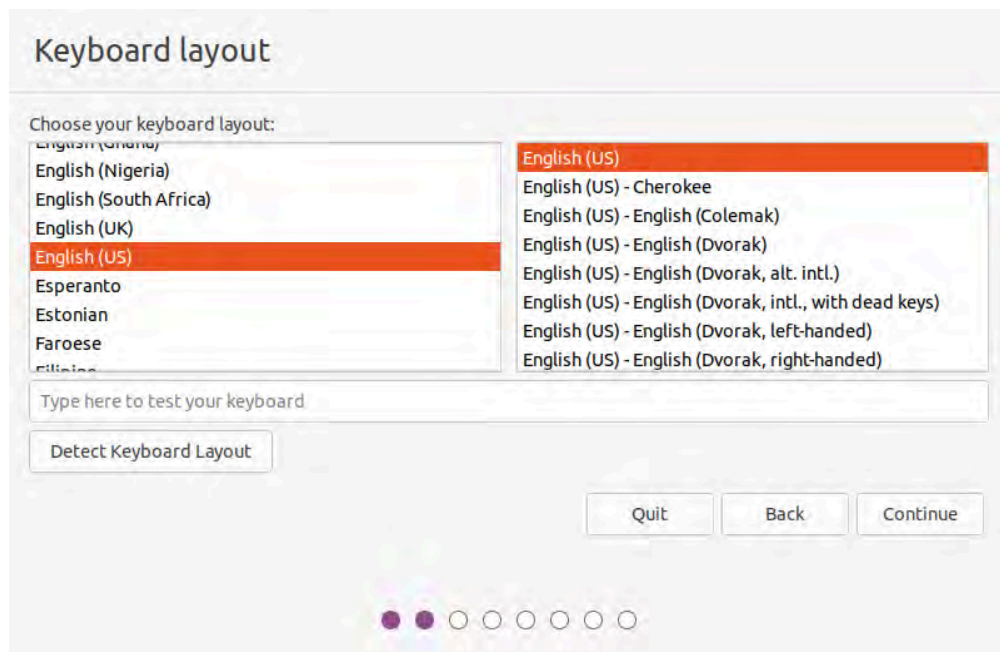 Keyboard layout
Choose your keyboard layout:
English (Ghana)
English (Nigeria)
English (South Africa)
English (UK)
English (US)
Esperanto
Estonian
Faroese
Filipino
English (US)
English (US) - Cherokee
English (US) - English (Colemak)
English (US) - English (Dvorak)
English (US) - English (Dvorak, alt. intl.)
English (US) - English (Dvorak, intl., with dead keys)
English (US) - English (Dvorak, left-handed)
English (US) - English (Dvorak, right-handed)
Type here to test your keyboard
Detect Keyboard Layout
Quit
Back
Continue